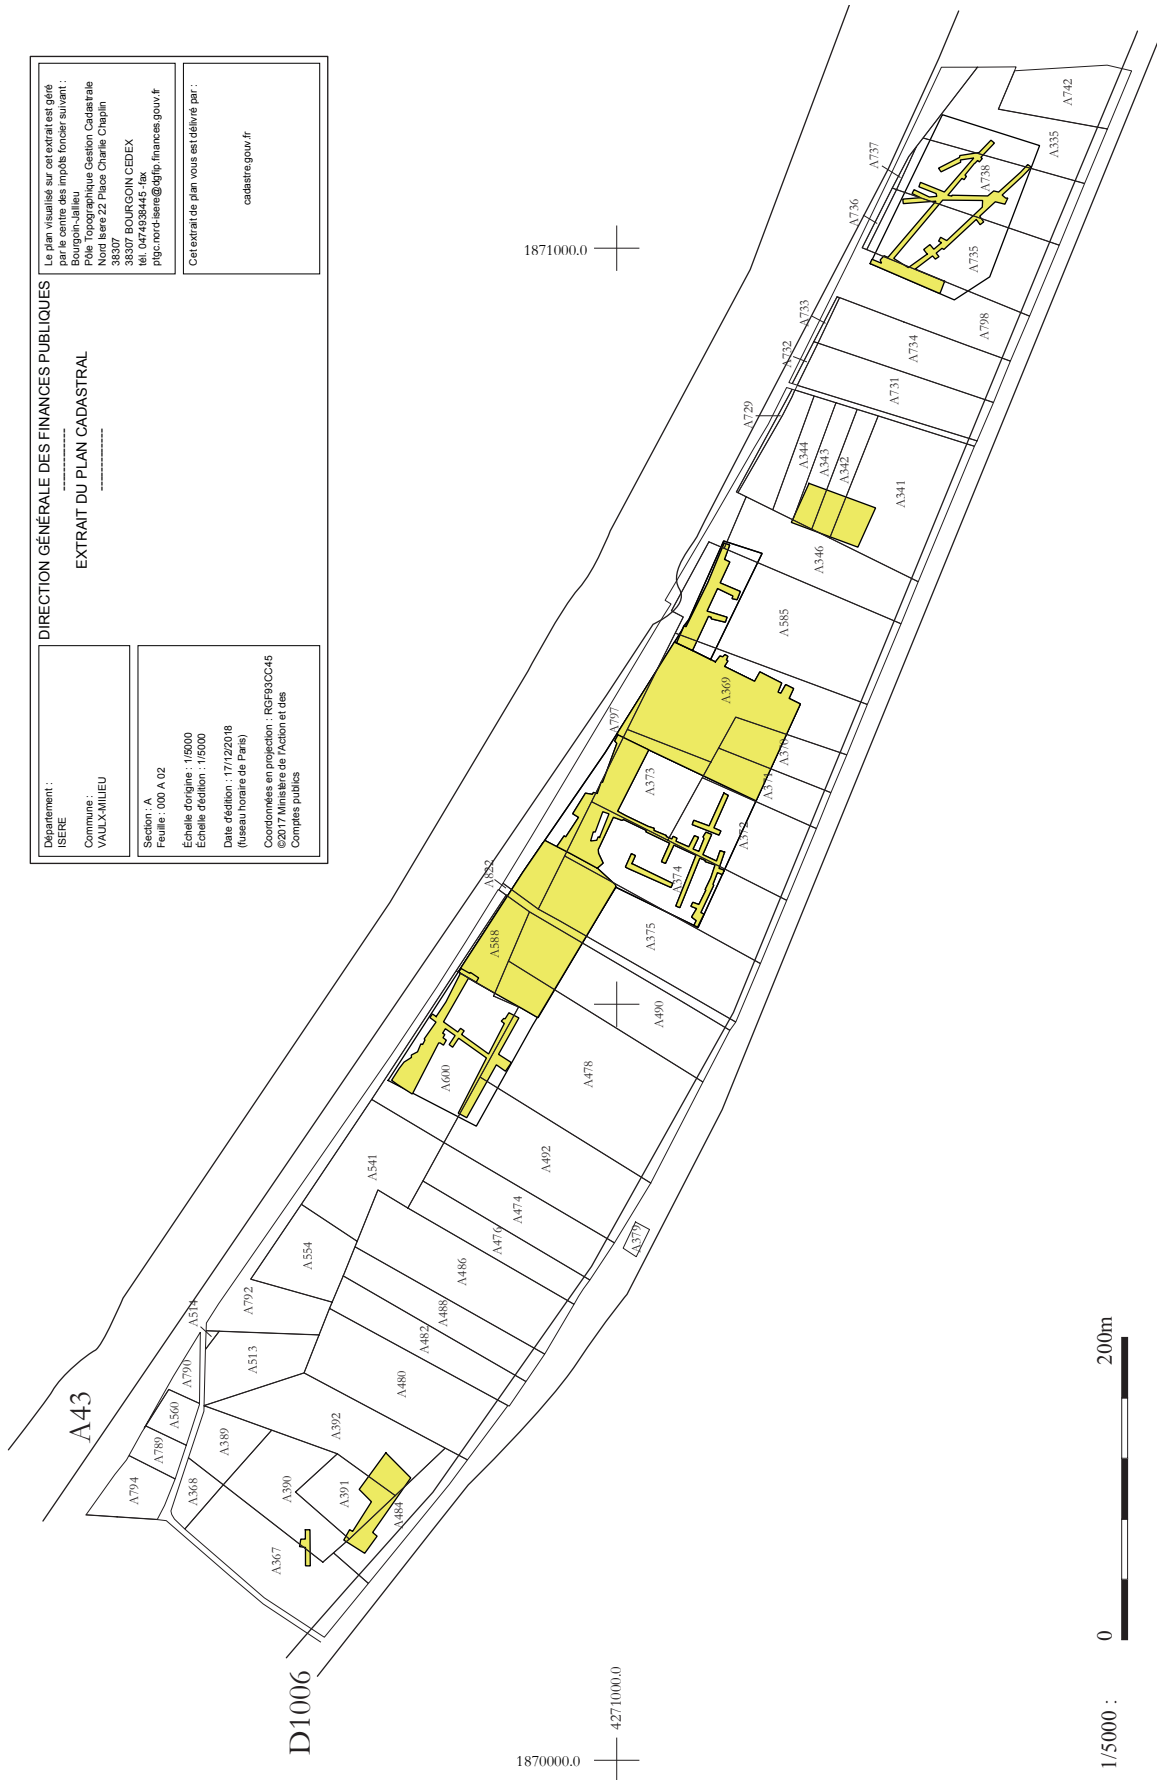 Département :
ISERE
Commune :
VAULX-MILIEU
Section : A
Feuille : 000 A 02
Échelle d'origine : 1/5000
Échelle d'édition : 1/5000
Date d'édition : 17/12/2018
(fuseau horaire de Paris)
Coordonnées en projection : RGF93CC45
©2017 Ministère de l'Action et des
Comptes publics
DIRECTION GÉNÉRALE DES FINANCES PUBLIQUES
-------------------
EXTRAIT DU PLAN CADASTRAL
-------------------
Le plan visualisé sur cet extrait est géré
par le centre des impôts foncier suivant :
Bourgoin-Jallieu
Pôle Topographique Gestion Cadastrale
Nord Isere 22 Place Charlie Chaplin
38307
38307 BOURGOIN CEDEX
tél. 0474938445 -fax
ptgc.nord-isere@dgfip.finances.gouv.fr
Cet extrait de plan vous est délivré par :
cadastre.gouv.fr
A43
D1006
1871000.0
1870000.0
4271000.0
A794
A789
A560
A790
A514
A368
A389
A513
A792
A554
A541
A367
A390
A391
A484
A392
A480
A482
A488
A486
A476
A474
A492
A379
A600
A478
A490
A588
A822
A375
A374
A372
A373
A797
A371
A370
A369
A585
A346
A341
A342
A343
A344
A729
A732
A733
A731
A734
A798
A736
A737
A735
A738
A335
A742
1/5000 :
0
200m